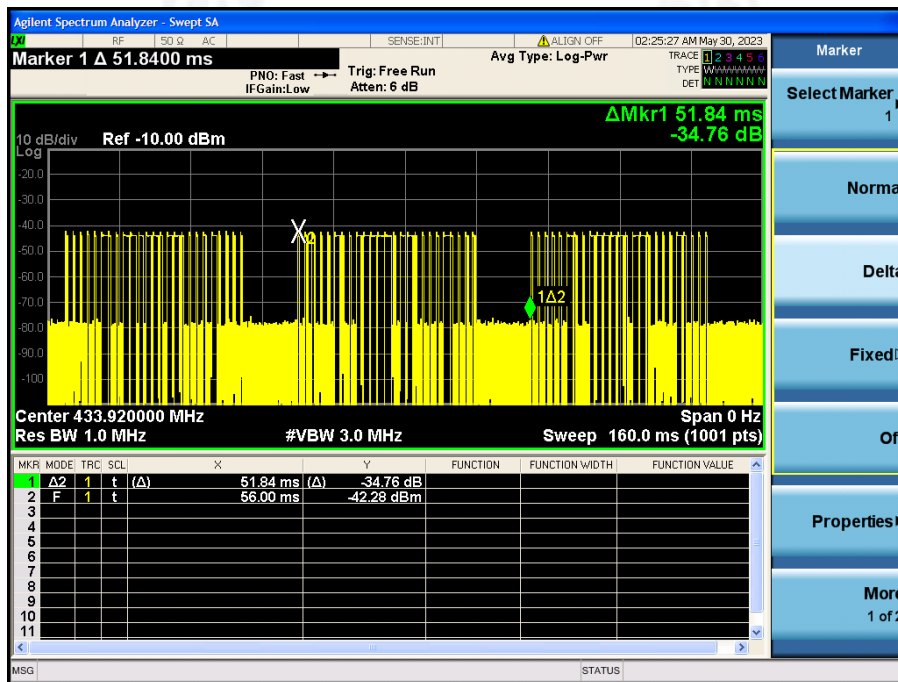 Agilent Spectrum Analyzer - Swept SA
LXI RF 50 Ω AC SENSE:INT ALIGN OFF 02:25:27 AM May 30, 2023
Marker 1 Δ 51.8400 ms
PNO: Fast Trig: Free Run Avg Type: Log-Pwr TRACE 1 2 3 4 5 6
TYPE
IFGain:Low Atten: 6 dB DET N N N N N N
ΔMkr1 51.84 ms
10 dB/div Ref -10.00 dBm -34.76 dB
Log
-20.0
-30.0
-40.0
-50.0
-60.0
-70.0
-80.0
-90.0
-100
2
1Δ2
Center 433.920000 MHz Span 0 Hz
Res BW 1.0 MHz #VBW 3.0 MHz Sweep 160.0 ms (1001 pts)
MKR MODE TRC SCL X Y FUNCTION FUNCTION WIDTH FUNCTION VALUE
1 Δ2 1 t (Δ) 51.84 ms (Δ) -34.76 dB
2 F 1 t 56.00 ms -42.28 dBm
3
4
5
6
7
8
9
10
11
MSG STATUS
Marker
Select Marker
1
Norma
Delta
Fixed
Of
Properties
More
1 of 2